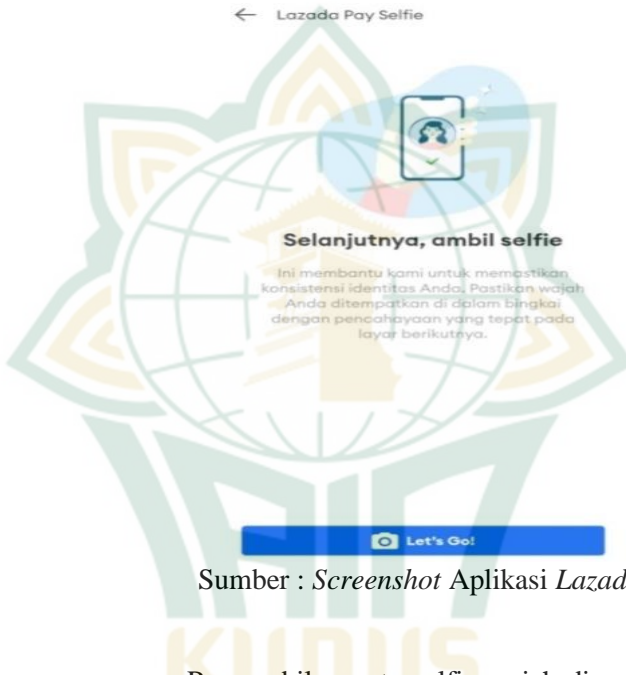 ← Lazada Pay Selfie
Selanjutnya, ambil selfie
Ini membantu kami untuk memastikan
konsistensi identitas Anda. Pastikan wajah
Anda ditempatkan di dalam bingkai
dengan pencahayaan yang tepat pada
layar berikutnya.
Let's Go!
Sumber : Screenshot Aplikasi Lazad
IAIN
KUDUS